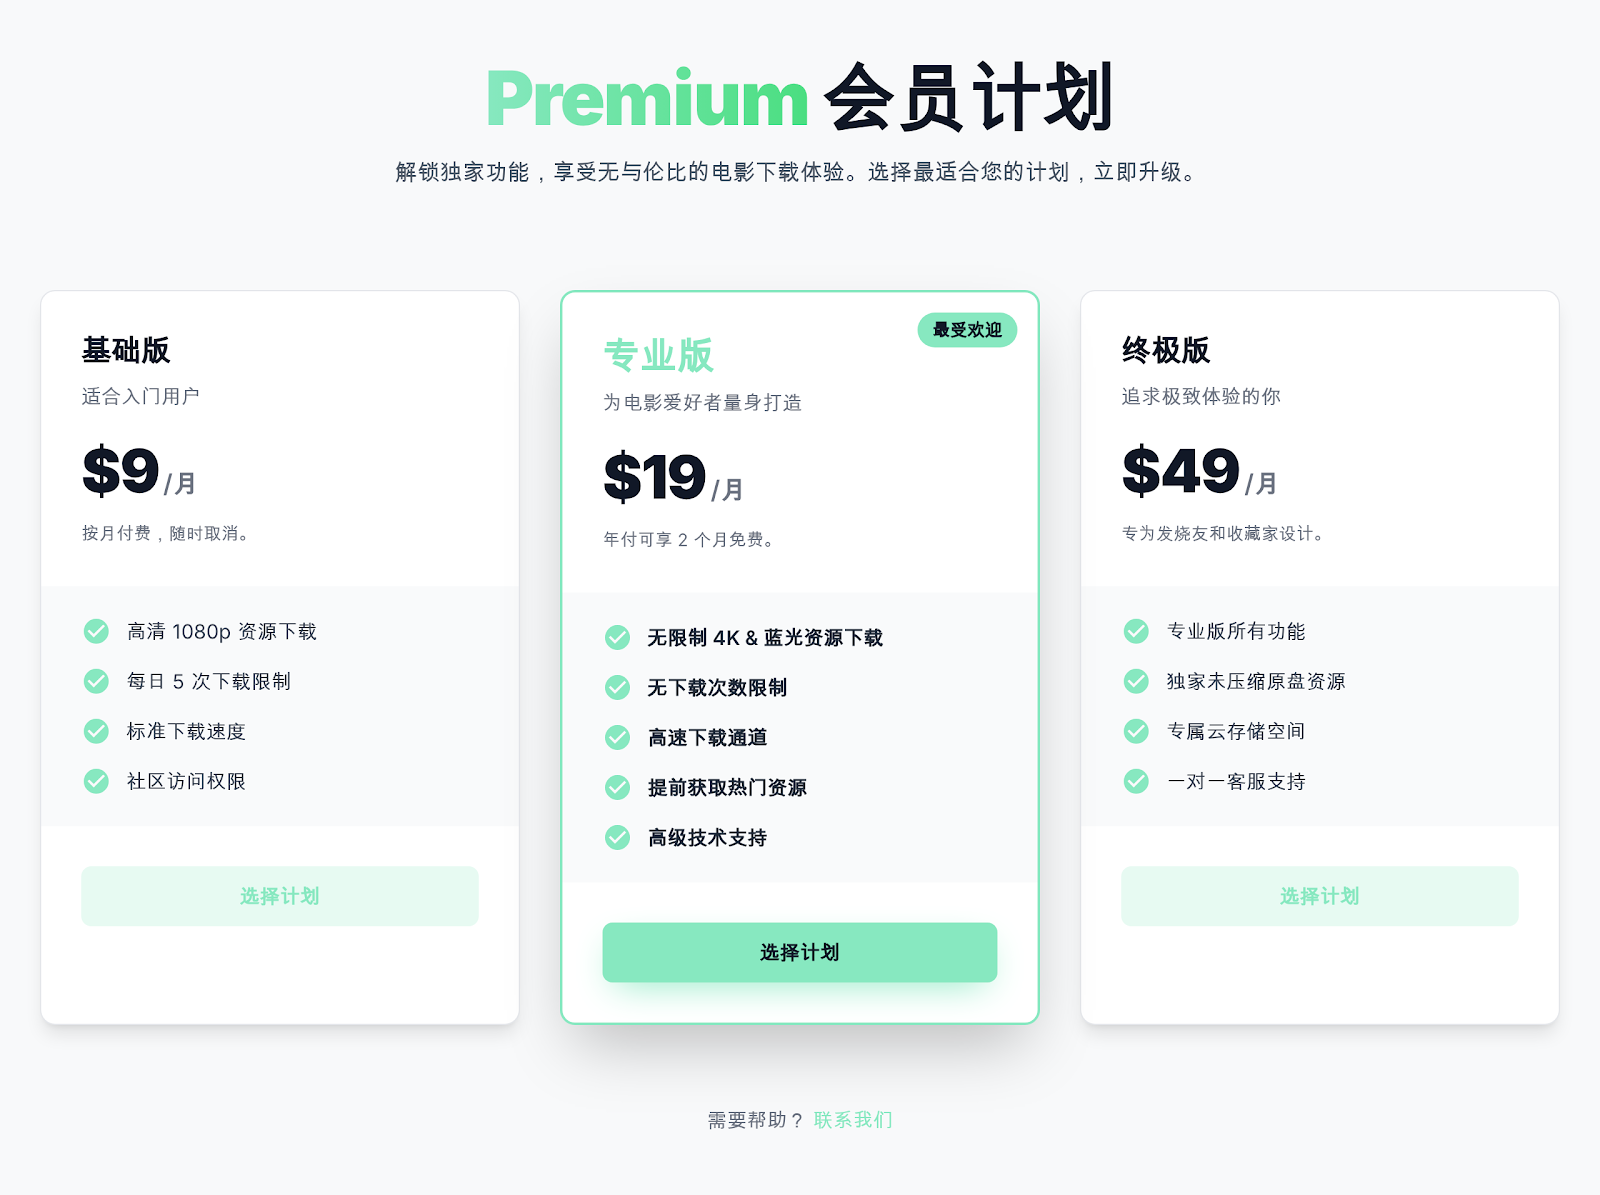 Premium 会员计划
解锁独家功能，享受无与伦比的电影下载体验。选择最适合您的计划，立即升级。
基础版
适合入门用户
$9/月
按月付费，随时取消。
高清 1080p 资源下载
每日 5 次下载限制
标准下载速度
社区访问权限
选择计划
最受欢迎
专业版
为电影爱好者量身打造
$19/月
年付可享 2 个月免费。
无限制 4K & 蓝光资源下载
无下载次数限制
高速下载通道
提前获取热门资源
高级技术支持
选择计划
终极版
追求极致体验的你
$49/月
专为发烧友和收藏家设计。
专业版所有功能
独家未压缩原盘资源
专属云存储空间
一对一客服支持
选择计划
需要帮助？ 联系我们